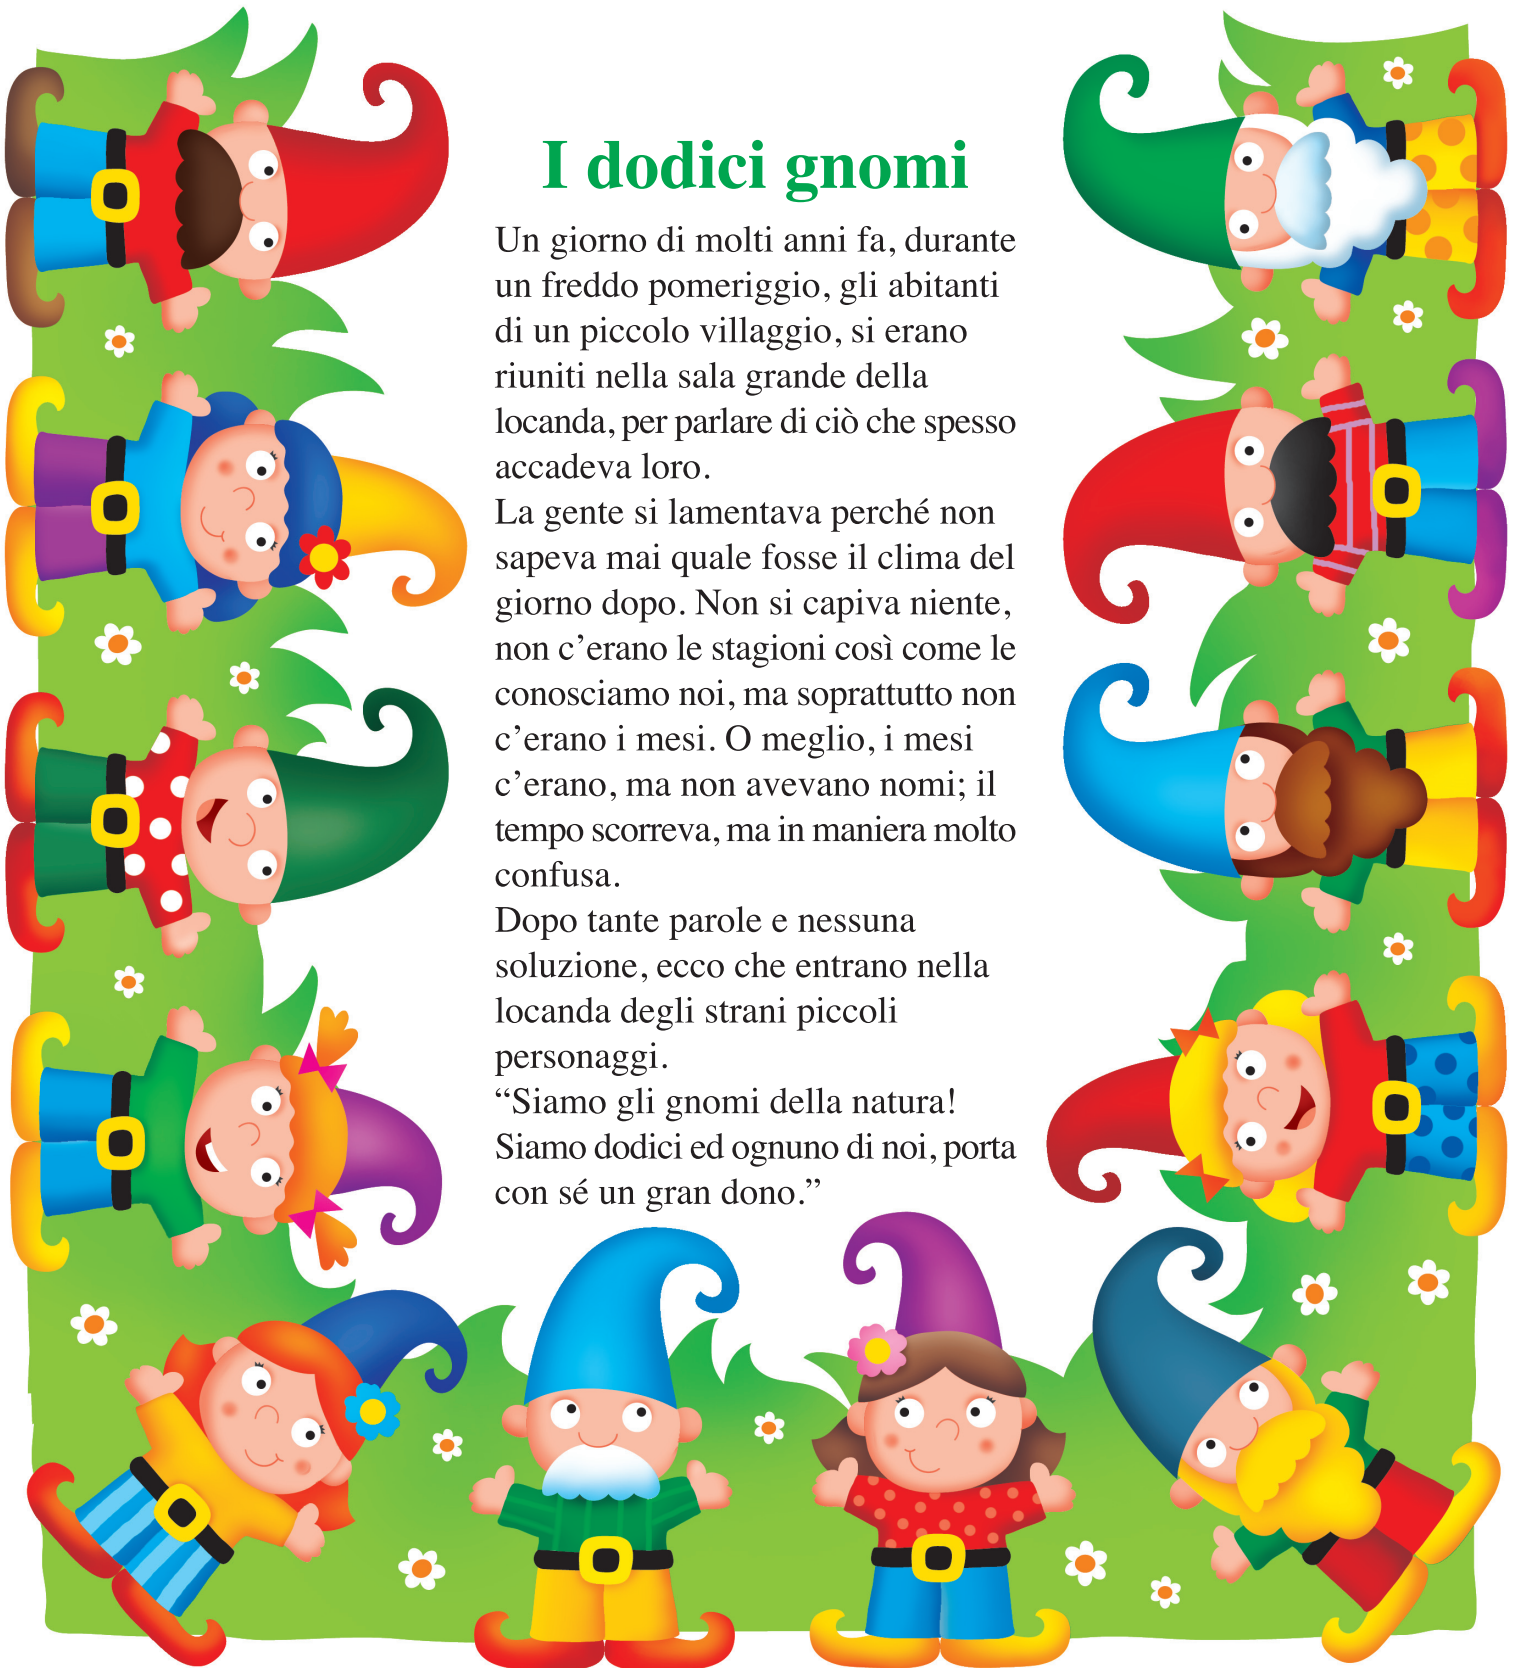 I dodici gnomi
Un giorno di molti anni fa, durante
un freddo pomeriggio, gli abitanti
di un piccolo villaggio, si erano
riuniti nella sala grande della
locanda, per parlare di ciò che spesso
accadeva loro.
La gente si lamentava perché non
sapeva mai quale fosse il clima del
giorno dopo. Non si capiva niente,
non c’erano le stagioni così come le
conosciamo noi, ma soprattutto non
c’erano i mesi. O meglio, i mesi
c’erano, ma non avevano nomi; il
tempo scorreva, ma in maniera molto
confusa.
Dopo tante parole e nessuna
soluzione, ecco che entrano nella
locanda degli strani piccoli
personaggi.
“Siamo gli gnomi della natura!
Siamo dodici ed ognuno di noi, porta
con sé un gran dono.”